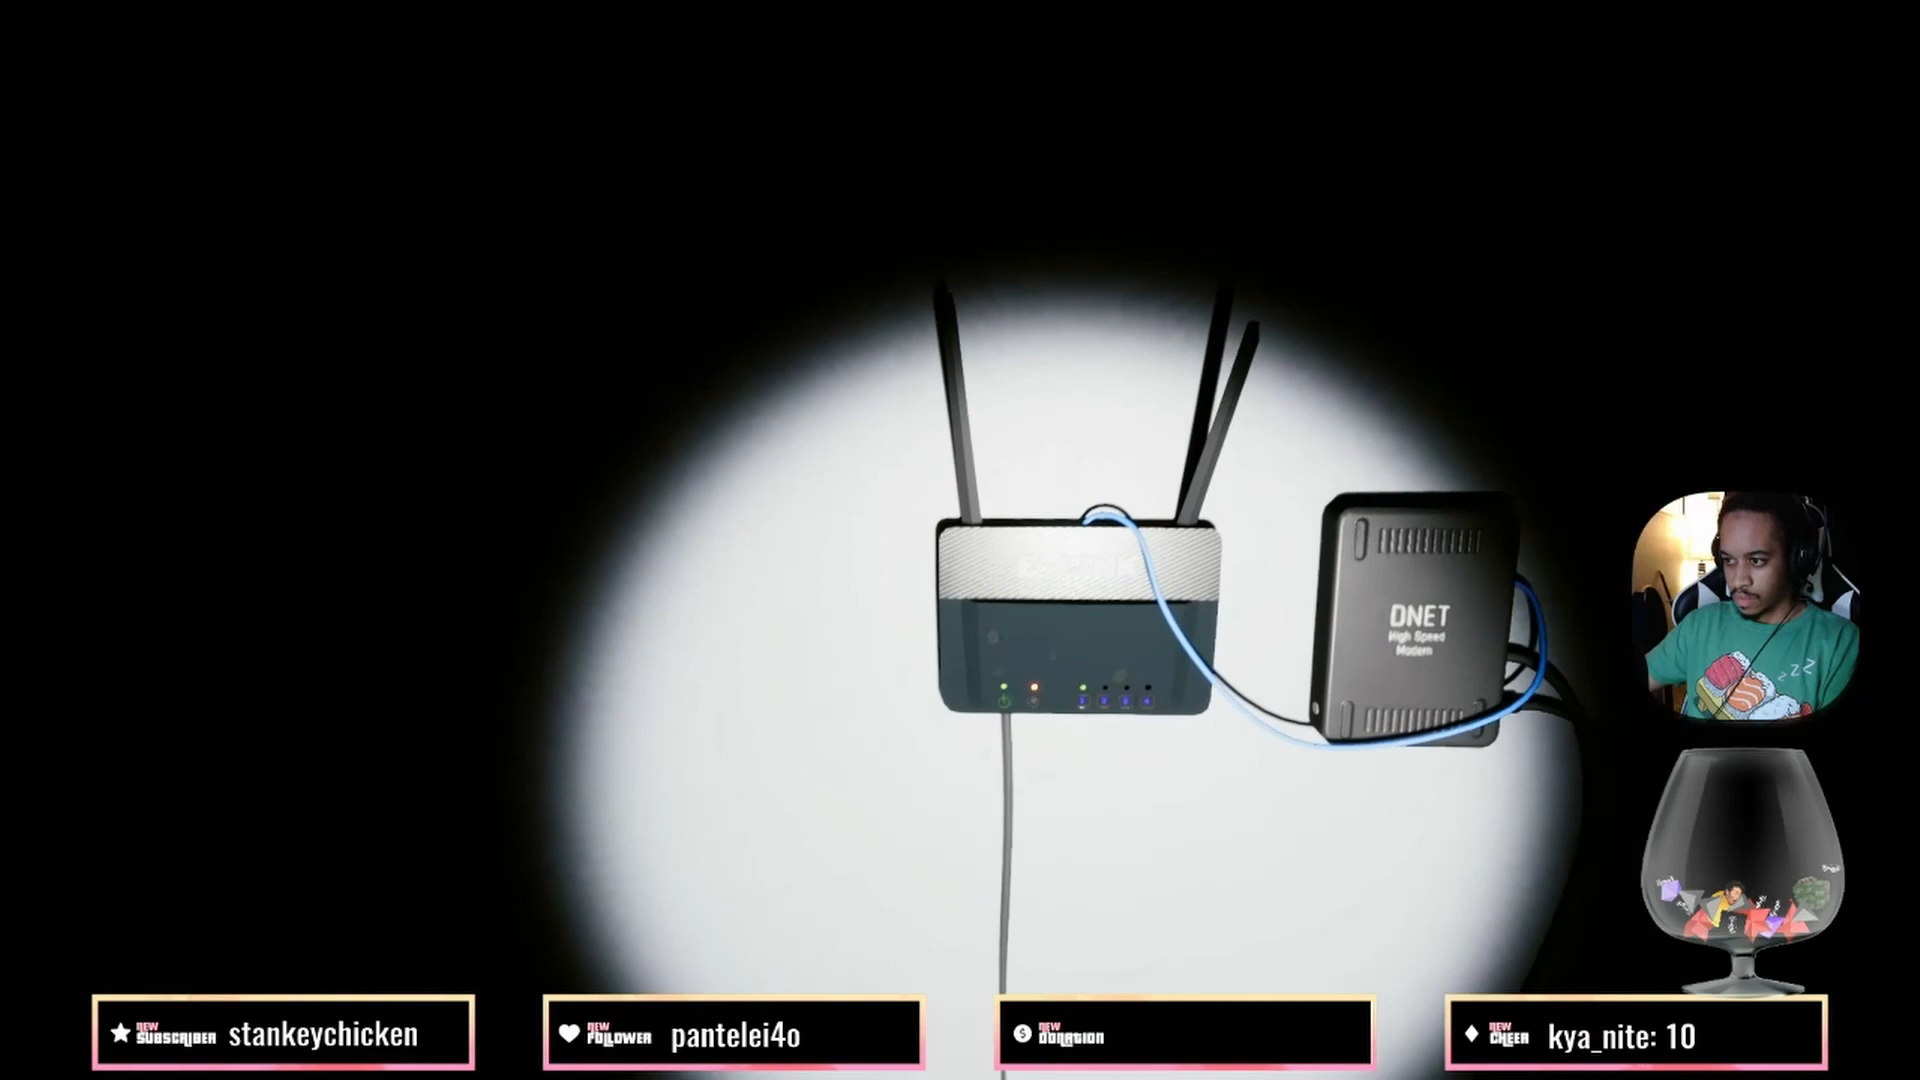 DNET
High Speed
Modem
z z z
NEW
SUBSCRIBER
stankeychicken
NEW
FOLLOWER
pantelei4o
NEW
DONATION
NEW
CHEER
kya_nite: 10